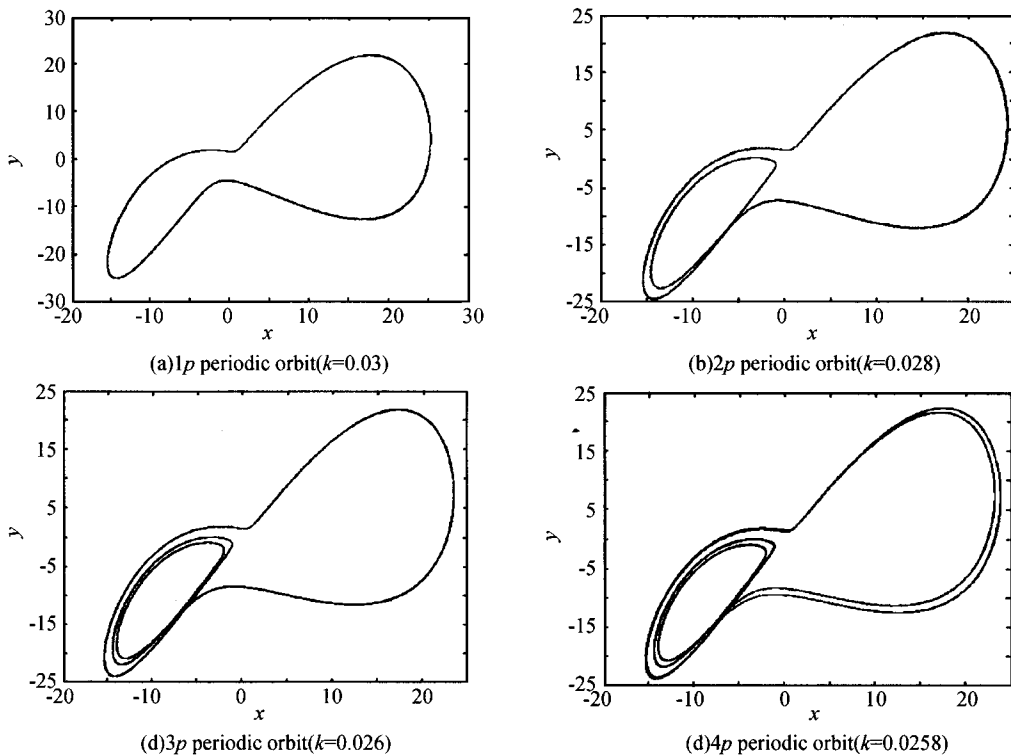 30
20
10
0
-10
-20
-30
y
-20 -10 0 10 20 30
x
(a)1p periodic orbit(k=0.03)
25
15
5
-5
-15
-25
y
-20 -10 0 10 20
x
(b)2p periodic orbit(k=0.028)
25
15
5
-5
-15
-25
y
-20 -10 0 10 20
x
(d)3p periodic orbit(k=0.026)
25
15
5
-5
-15
-25
y
-20 -10 0 10 20
x
(d)4p periodic orbit(k=0.0258)